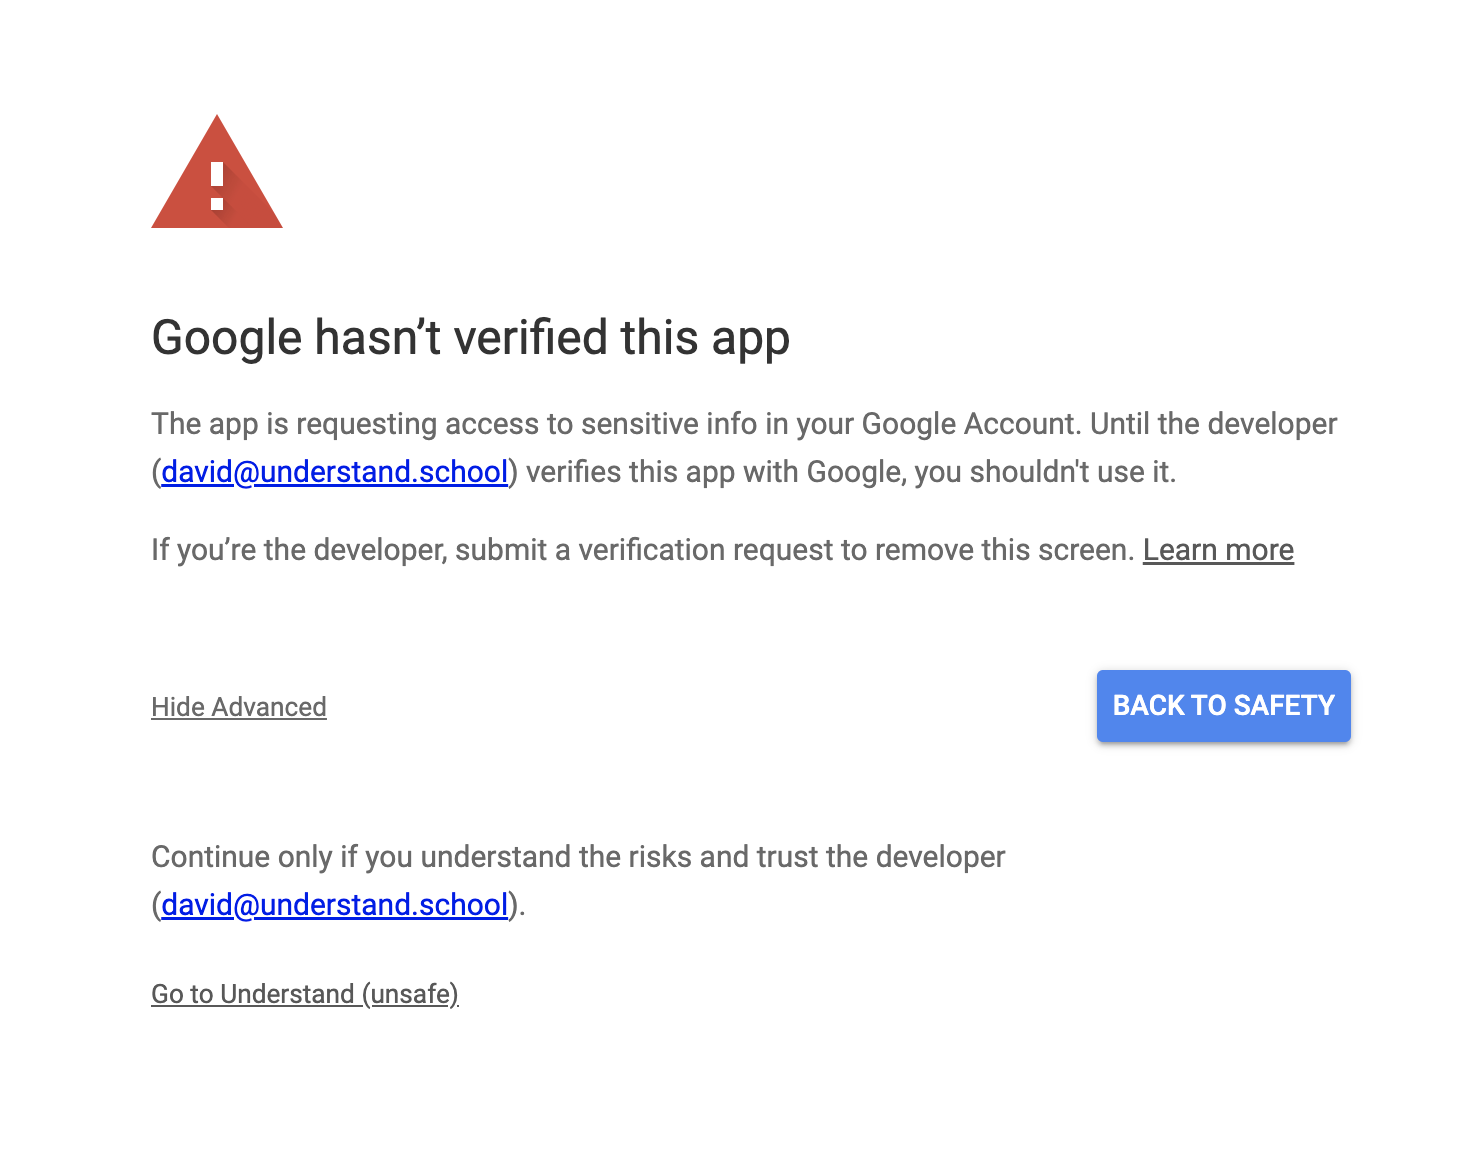 Google hasn’t verified this app
The app is requesting access to sensitive info in your Google Account. Until the developer
(david@understand.school) verifies this app with Google, you shouldn't use it.
If you’re the developer, submit a verification request to remove this screen. Learn more
Hide Advanced
BACK TO SAFETY
Continue only if you understand the risks and trust the developer
(david@understand.school).
Go to Understand (unsafe)